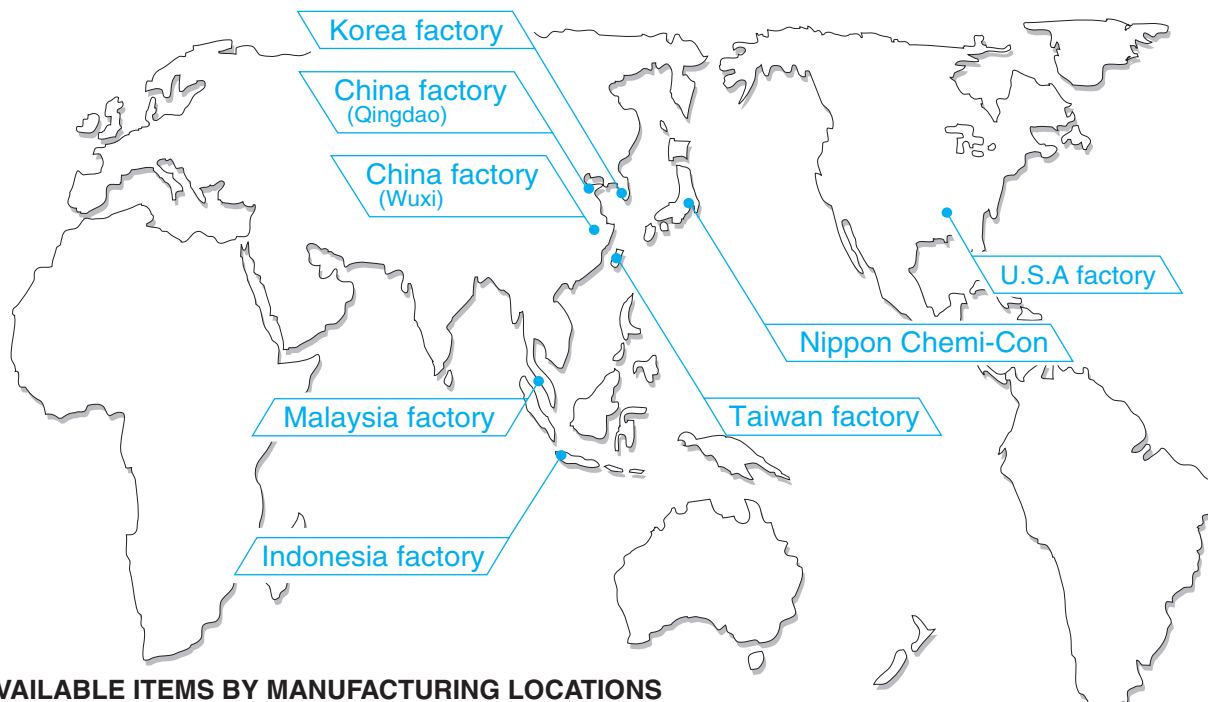 Korea factory
China factory
(Qingdao)
China factory
(Wuxi)
U.S.A factory
Nippon Chemi-Con
Malaysia factory
Taiwan factory
Indonesia factory
VAILABLE ITEMS BY MANUFACTURING LOCATIONS